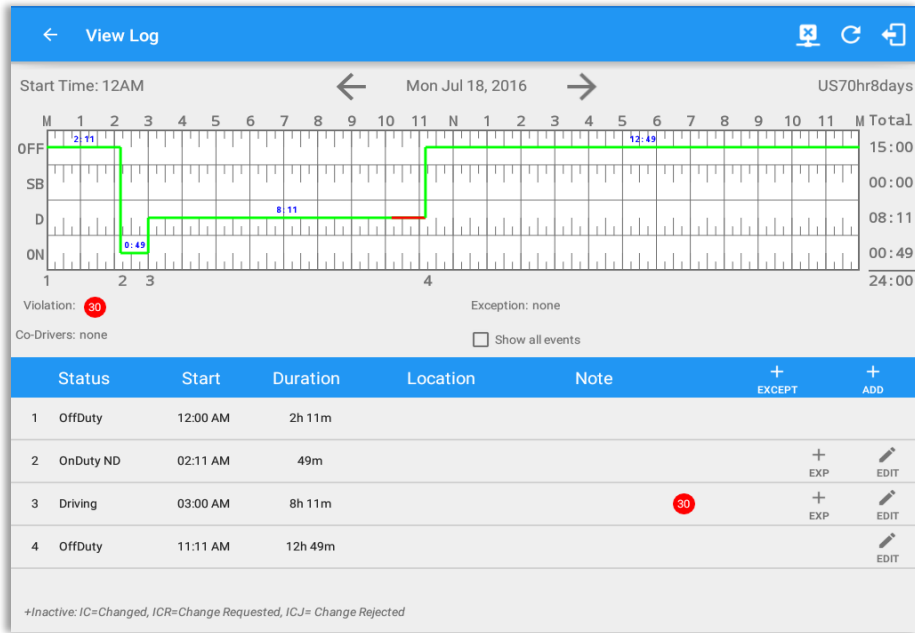 View Log
Start Time: 12AM
Mon Jul 18, 2016
US70hr8days
M 1 2 3 4 5 6 7 8 9 10 11 N 1 2 3 4 5 6 7 8 9 10 11 M Total
OFF 2:11 12:49 15:00
SB 00:00
D 8:11 08:11
ON 0:49 00:49
1 2 3 4 24:00
Violation: 30 Exception: none
Co-Drivers: none Show all events
Status Start Duration Location Note + EXCEPT + ADD
1 OffDuty 12:00 AM 2h 11m
2 OnDuty ND 02:11 AM 49m + EXP EDIT
3 Driving 03:00 AM 8h 11m 30 + EXP EDIT
4 OffDuty 11:11 AM 12h 49m EDIT
+Inactive: IC=Changed, ICR=Change Requested, ICJ= Change Rejected